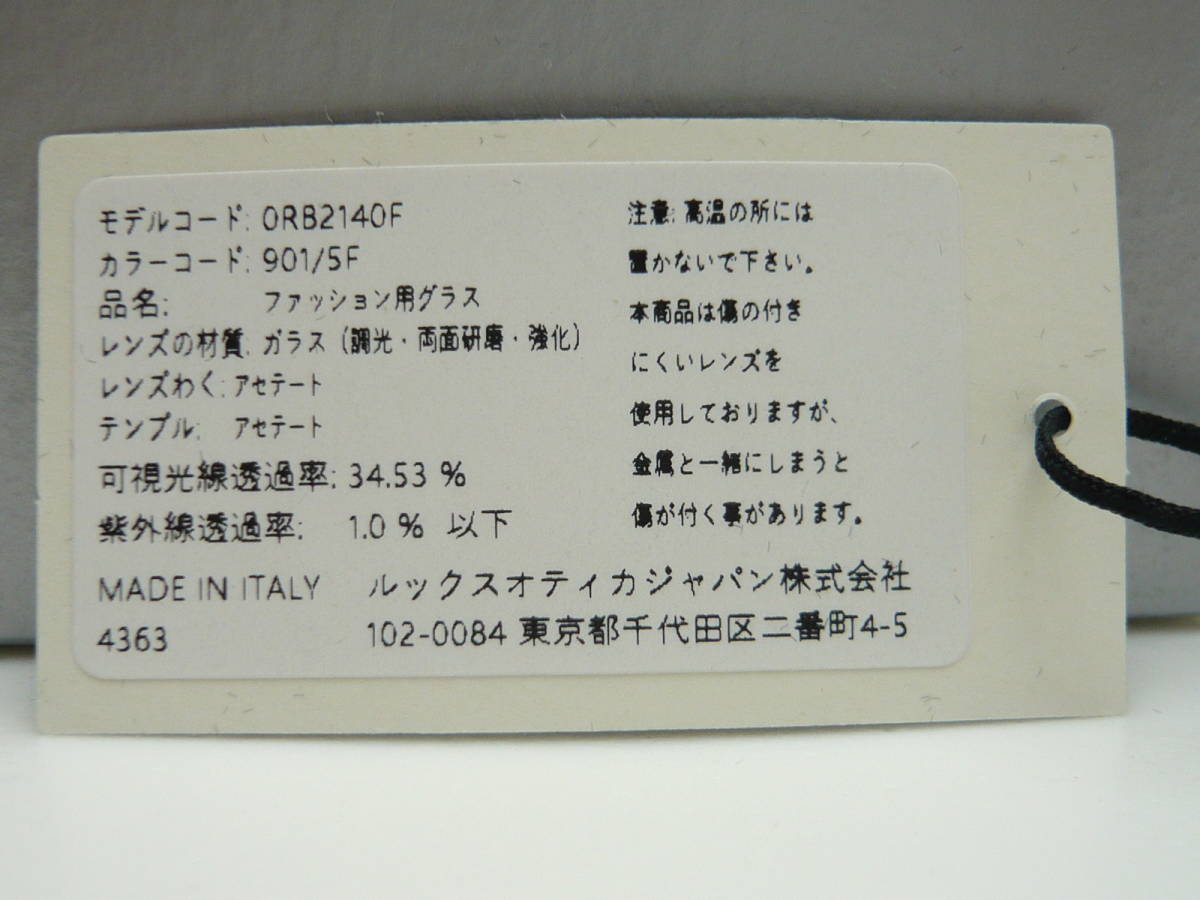 モデルコード: 0RB2140F
カラーコード: 901/5F
品名: ファッション用グラス
レンズの材質: ガラス (調光・両面研磨・強化)
レンズわく: アセテート
テンプル: アセテート
可視光線透過率: 34.53 %
紫外線透過率: 1.0 % 以下
注意: 高温の所には
置かないで下さい。
本商品は傷の付き
にくいレンズを
使用しておりますが、
金属と一緒にしまうと
傷が付く事があります。
MADE IN ITALY ルックスオティカジャパン株式会社
4363 102-0084 東京都千代田区二番町4-5